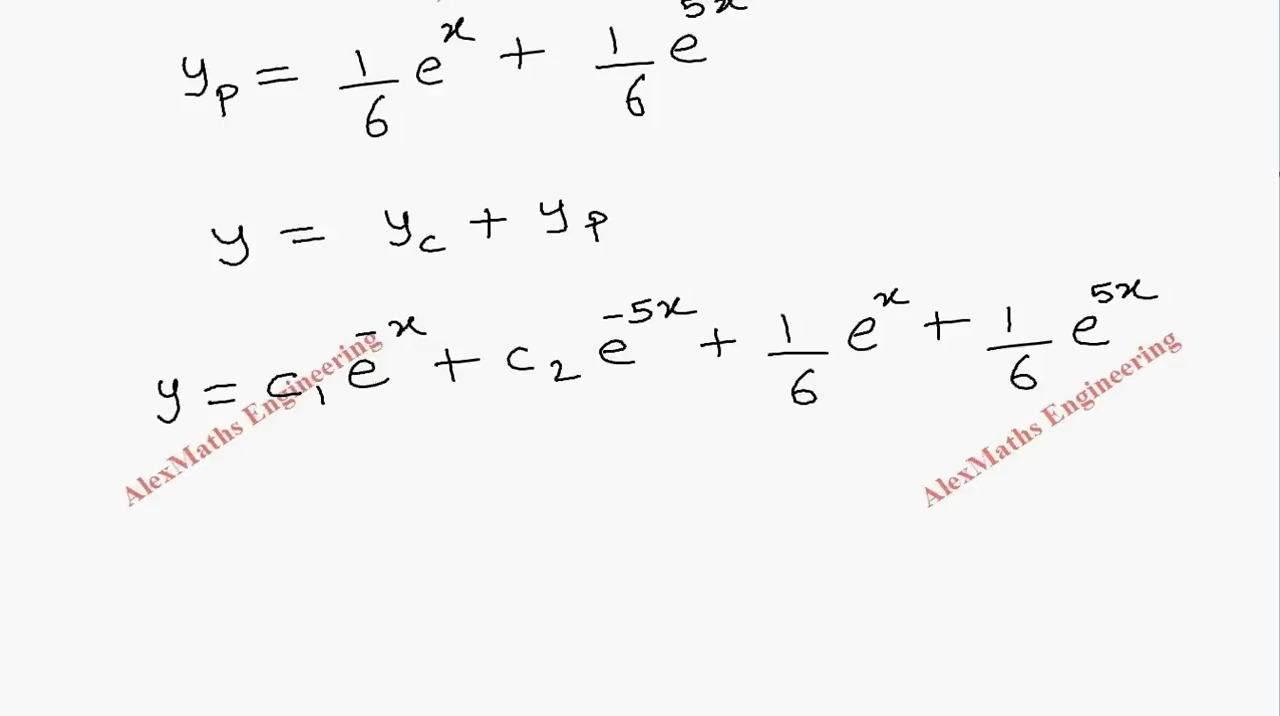 y_p = 1/6 e^x + 1/6 e^5x
y = y_c + y_p
y = c_1 e^-x + c_2 e^-5x + 1/6 e^x + 1/6 e^5x
AlexMaths Engineering
AlexMaths Engineering